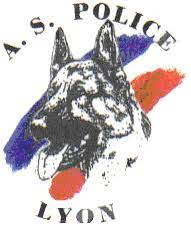 A. S. POLICE
LYON